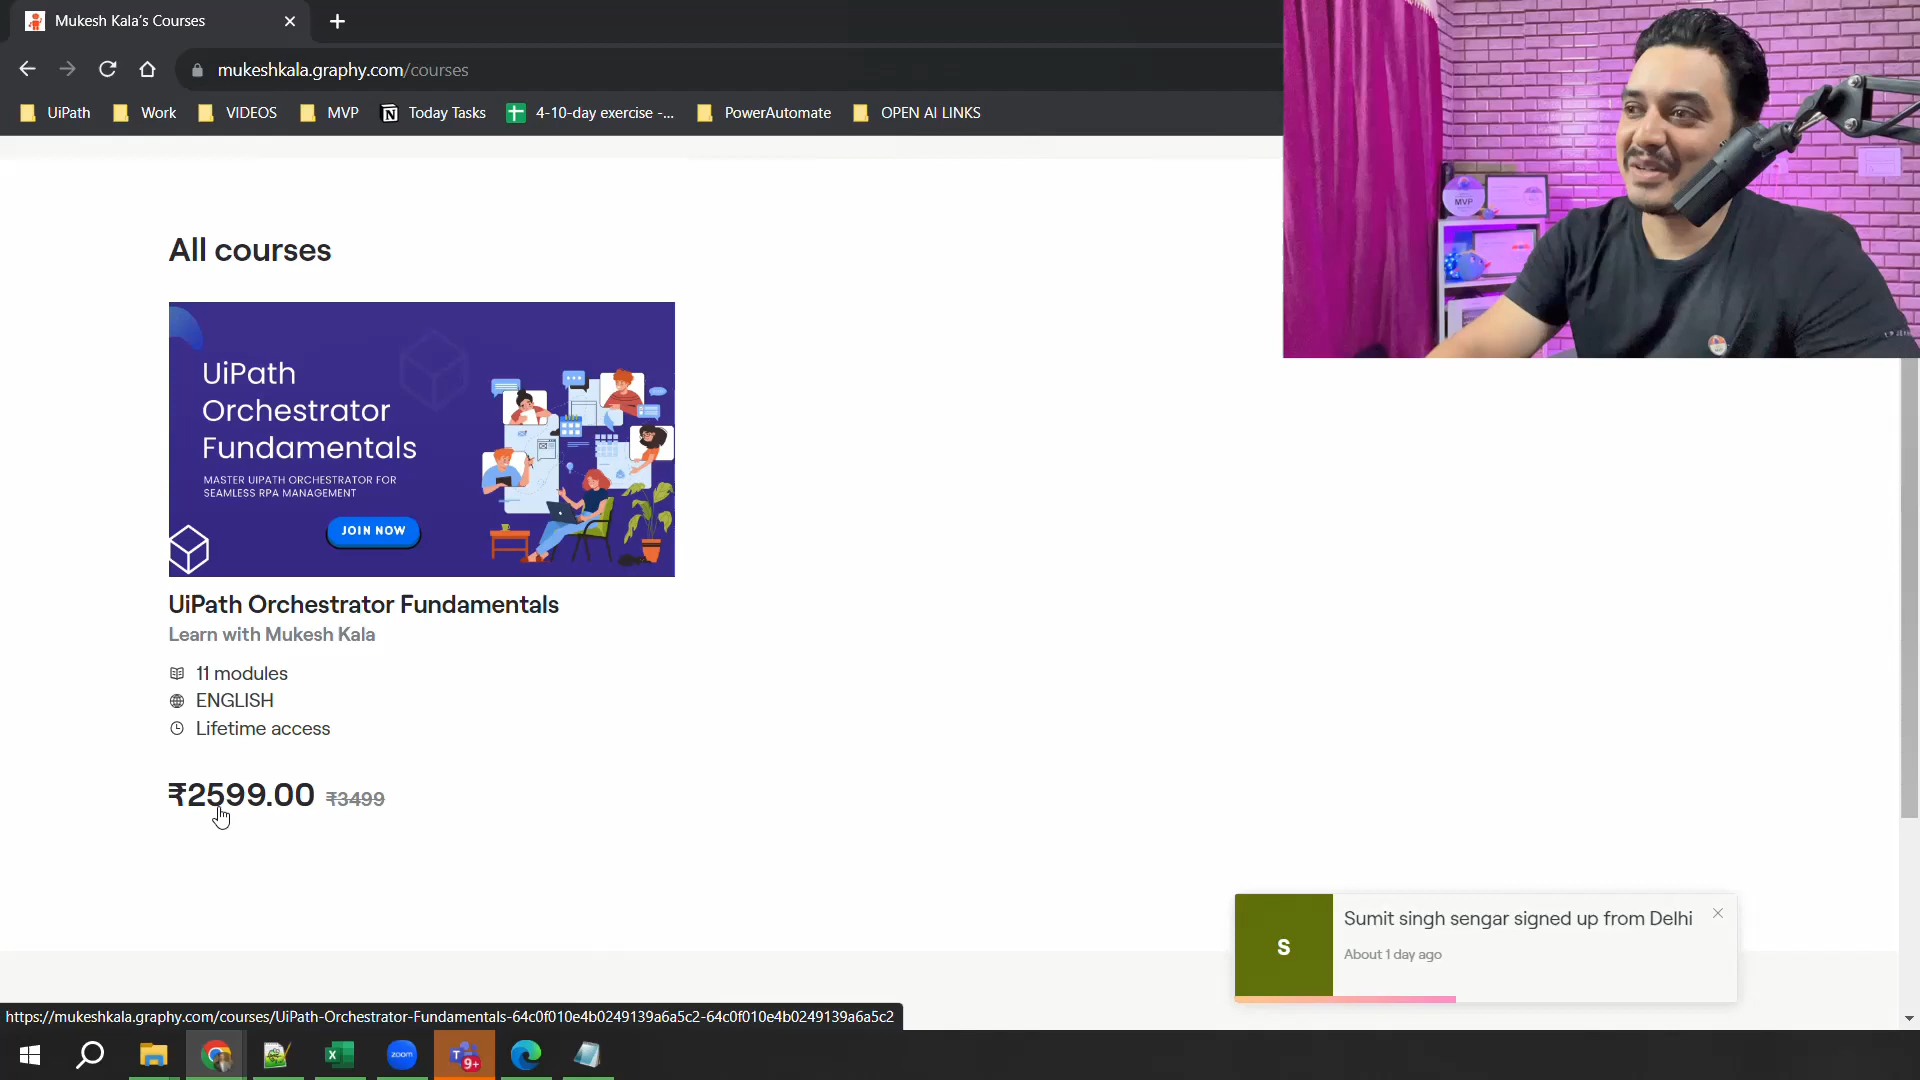 Mukesh Kala's Courses
mukeshkala.graphy.com/courses
UiPath
Work
VIDEOS
MVP
Today Tasks
4-10-day exercise -...
PowerAutomate
OPEN AI LINKS
MVP
All courses
UiPath
Orchestrator
Fundamentals
MASTER UIPATH ORCHESTRATOR FOR
SEAMLESS RPA MANAGEMENT
JOIN NOW
UiPath Orchestrator Fundamentals
Learn with Mukesh Kala
11 modules
ENGLISH
Lifetime access
₹2599.00 ₹3499
S
Sumit singh sengar signed up from Delhi
About 1 day ago
https://mukeshkala.graphy.com/courses/UiPath-Orchestrator-Fundamentals-64c0f010e4b0249139a6a5c2-64c0f010e4b0249139a6a5c2
zoom
T
9+